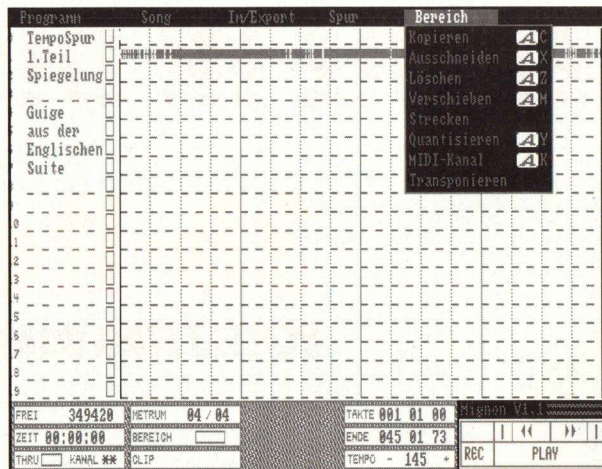 Programm Song Im/Export Spur Bereich
TempoSpur
1.Teil
Spiegelung
Guige
aus der
Englischen
Suite
Kopieren A C
Ausschneiden A X
Löschen A Z
Verschieben A M
Strecken
Quantisieren A Y
MIDI-Kanal A K
Transponieren
0
1
2
3
4
5
6
7
8
9
FREI 349420 METRUM 04 / 04 TAKTE 001 01 00 Mignon V1.1
ZEIT 00:00:00 BEREICH ENDE 045 01 73
THRU KANAL ** CLIP TEMPO - 145 + REC PLAY